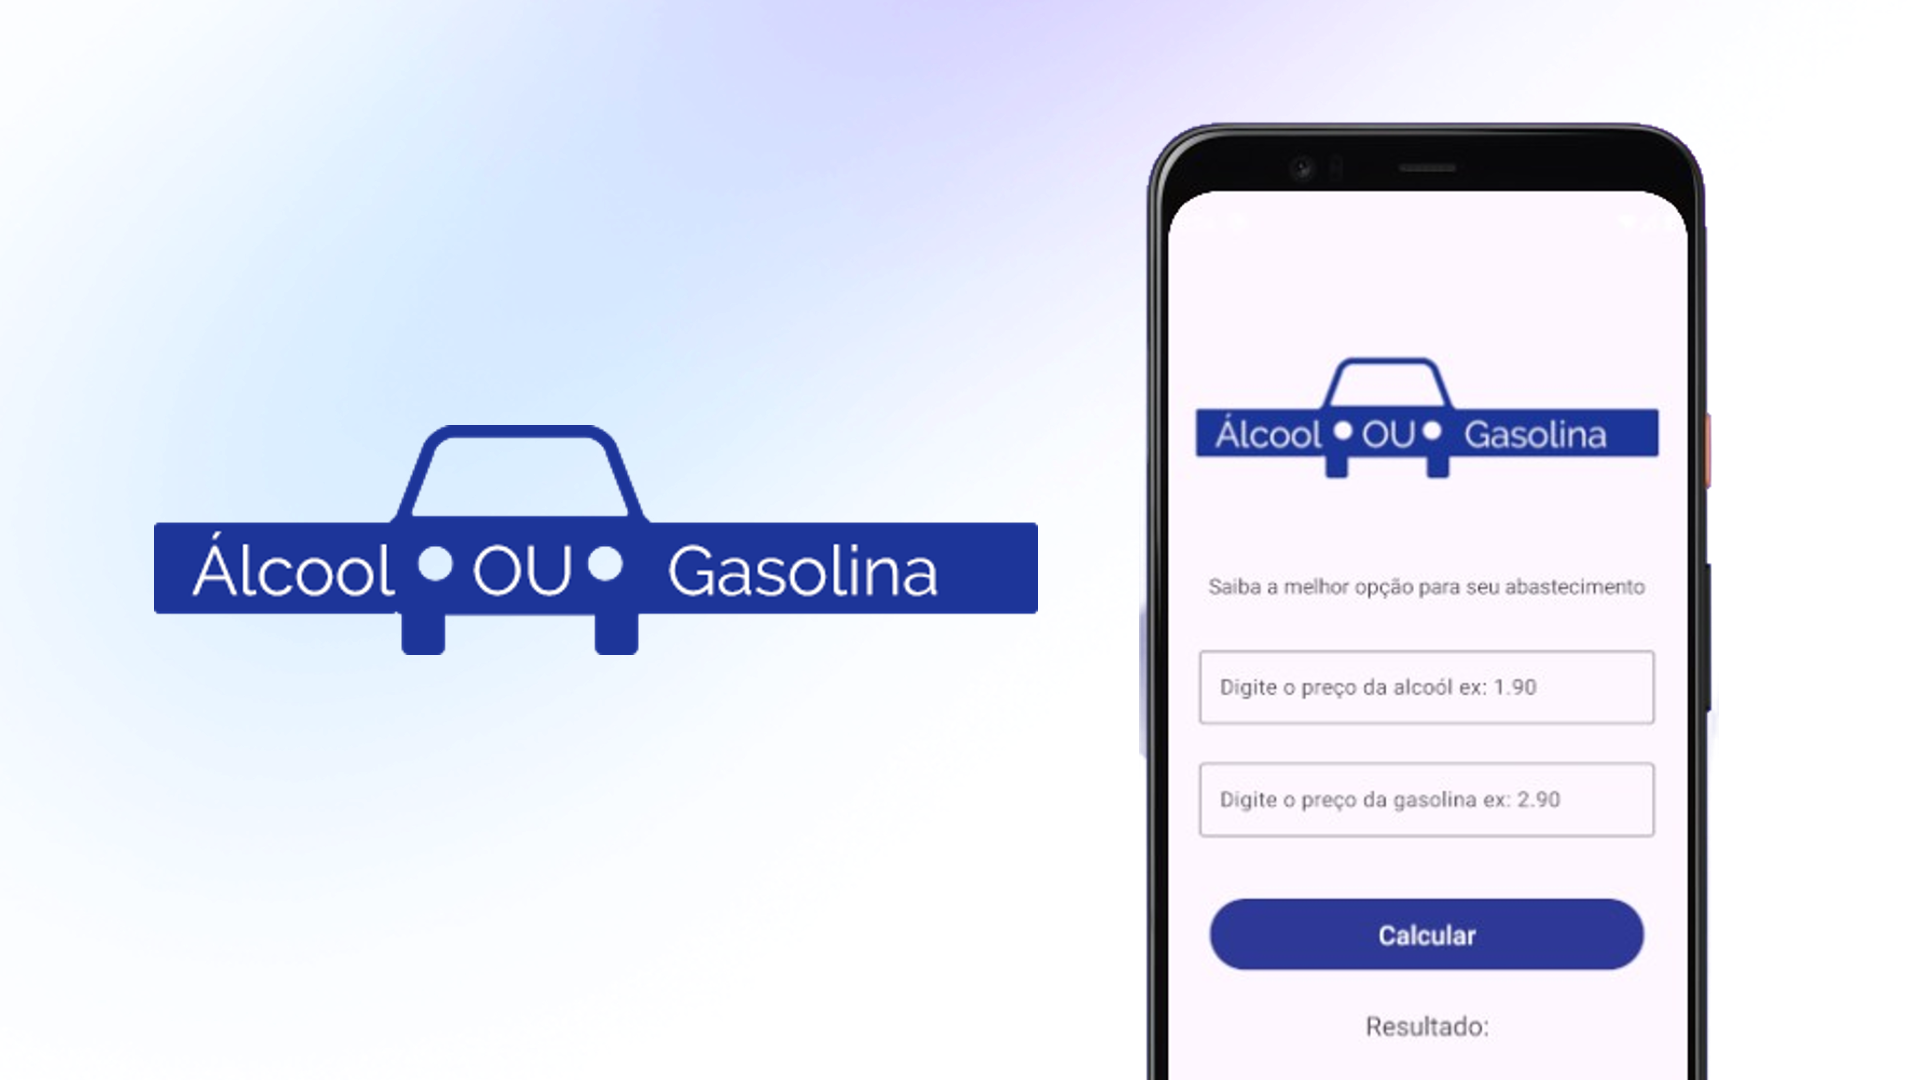 Álcool OU Gasolina
Álcool OU Gasolina
Saiba a melhor opção para seu abastecimento
Digite o preço da alcoól ex: 1.90
Digite o preço da gasolina ex: 2.90
Calcular
Resultado: